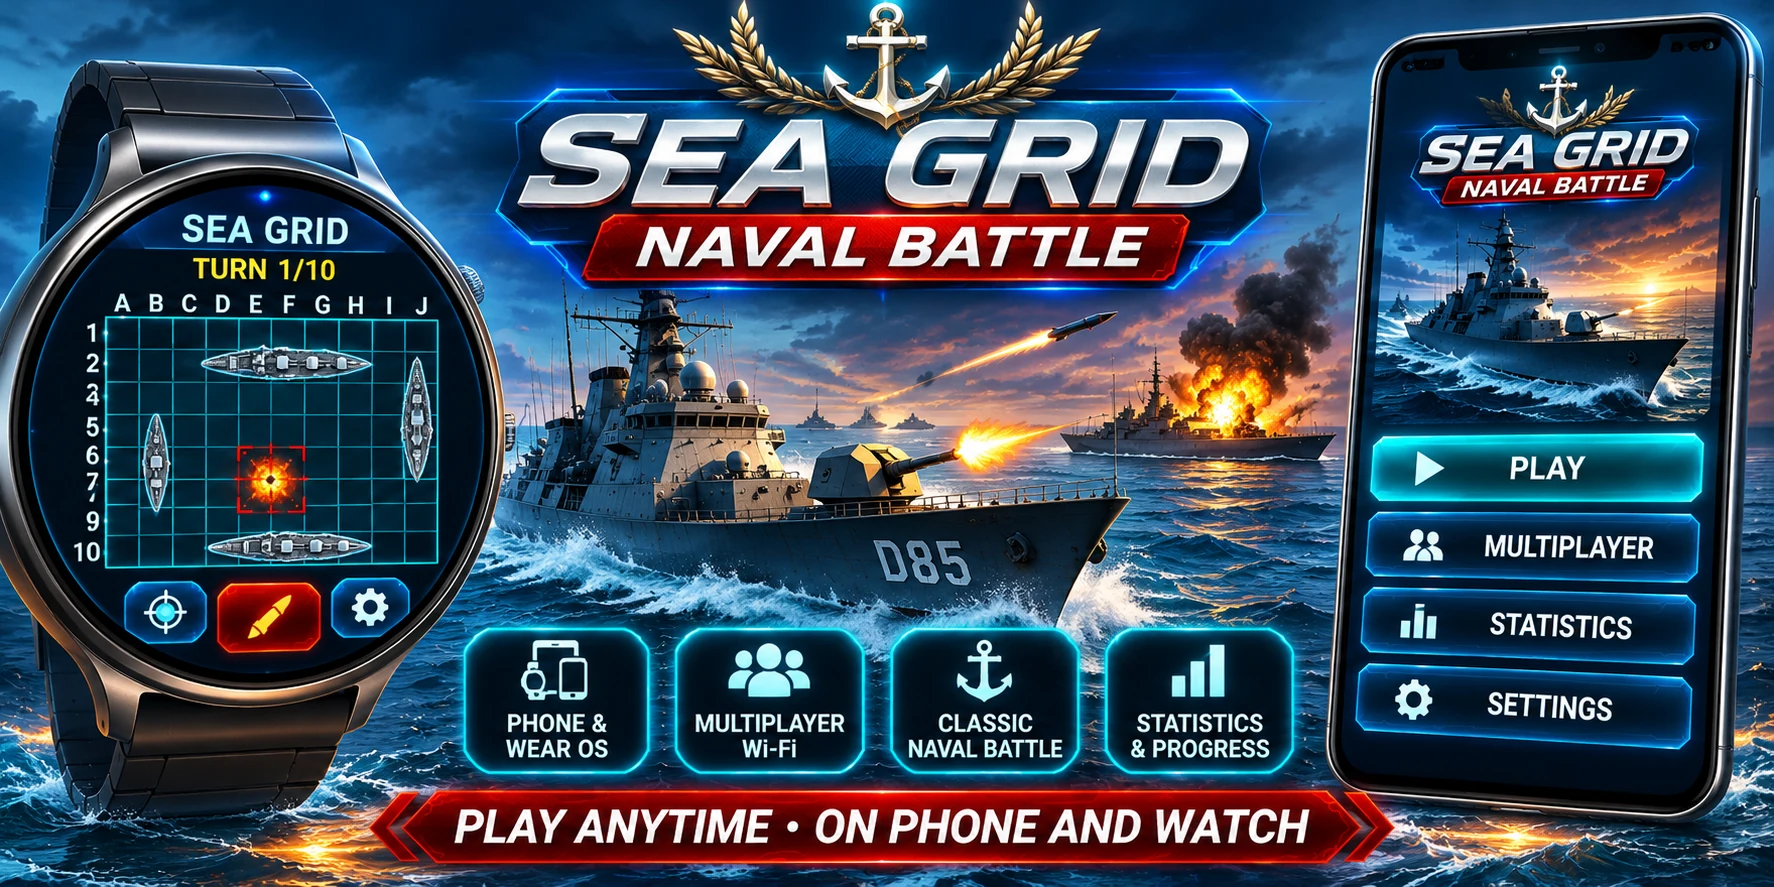 SEA GRID
NAVAL BATTLE
SEA GRID
TURN 1/10
A B C D E F G H I J
1
2
3
4
5
6
7
9
10
D85
PHONE &
WEAR OS
MULTIPLAYER
Wi-Fi
CLASSIC
NAVAL BATTLE
STATISTICS
& PROGRESS
PLAY ANYTIME • ON PHONE AND WATCH
SEA GRID
NAVAL BATTLE
PLAY
MULTIPLAYER
STATISTICS
SETTINGS